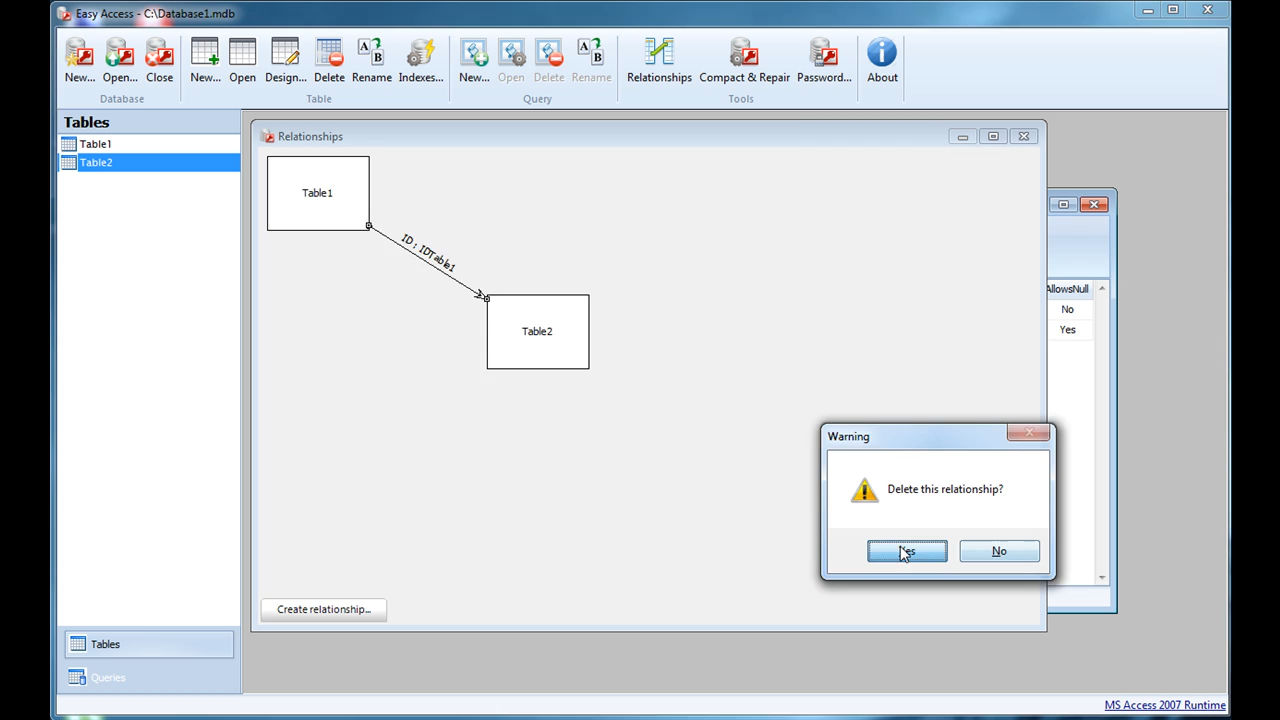 Easy Access - C:\Database1.mdb
New... Open... Close New... Open Design... Delete Rename Indexes... New... Open Delete Rename Relationships Compact & Repair Password... About
Database Table Query Tools
Tables
Table1
Table2
Relationships
Table1
ID : IDTable1
Table2
AllowsNull
No
Yes
Warning
Delete this relationship?
Yes No
Create relationship...
Tables
Queries
MS Access 2007 Runtime